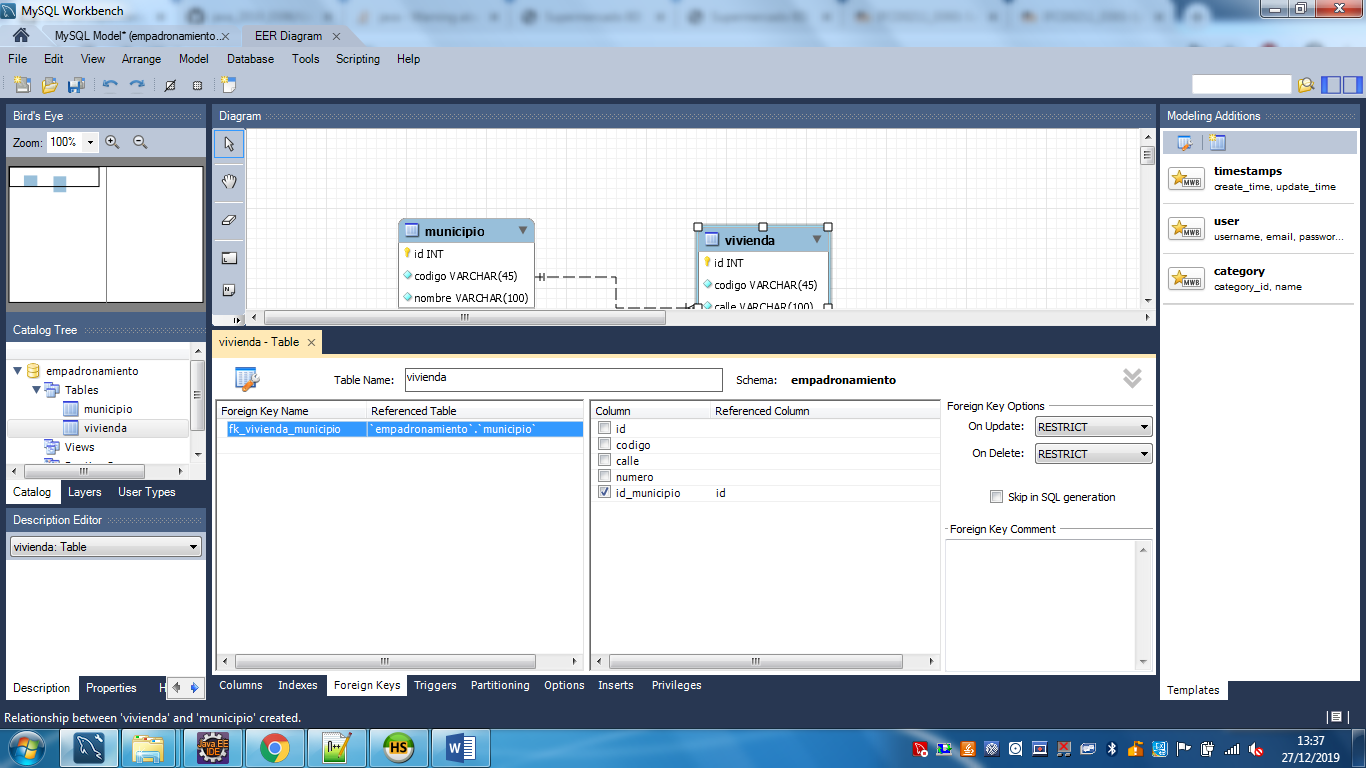 MySQL Workbench
MySQL Model* (empadronamiento...
EER Diagram
File Edit View Arrange Model Database Tools Scripting Help
Bird's Eye
Zoom: 100%
Catalog Tree
empadronamiento
Tables
municipio
vivienda
Views
Catalog Layers User Types
Description Editor
vivienda: Table
Description Properties H
Diagram
municipio
id INT
codigo VARCHAR(45)
nombre VARCHAR(100)
vivienda
id INT
codigo VARCHAR(45)
calle VARCHAR(100)
vivienda - Table
Table Name: vivienda Schema: empadronamiento
Foreign Key Name Referenced Table
fk_vivienda_municipio `empadronamiento`.`municipio`
Column Referenced Column
id
codigo
calle
numero
id_municipio id
Foreign Key Options
On Update: RESTRICT
On Delete: RESTRICT
Skip in SQL generation
Foreign Key Comment
Columns Indexes Foreign Keys Triggers Partitioning Options Inserts Privileges
Modeling Additions
MWB
timestamps
create_time, update_time
MWB
user
username, email, passwor...
MWB
category
category_id, name
Templates
Relationship between 'vivienda' and 'municipio' created.
Java EE
IDE
HS
W
13:37
27/12/2019